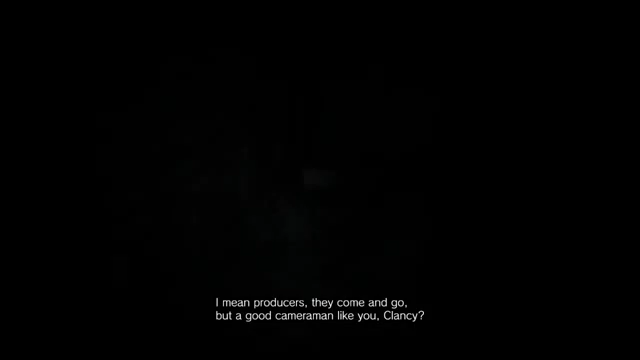 I mean producers, they come and go,
but a good cameraman like you, Clancy?